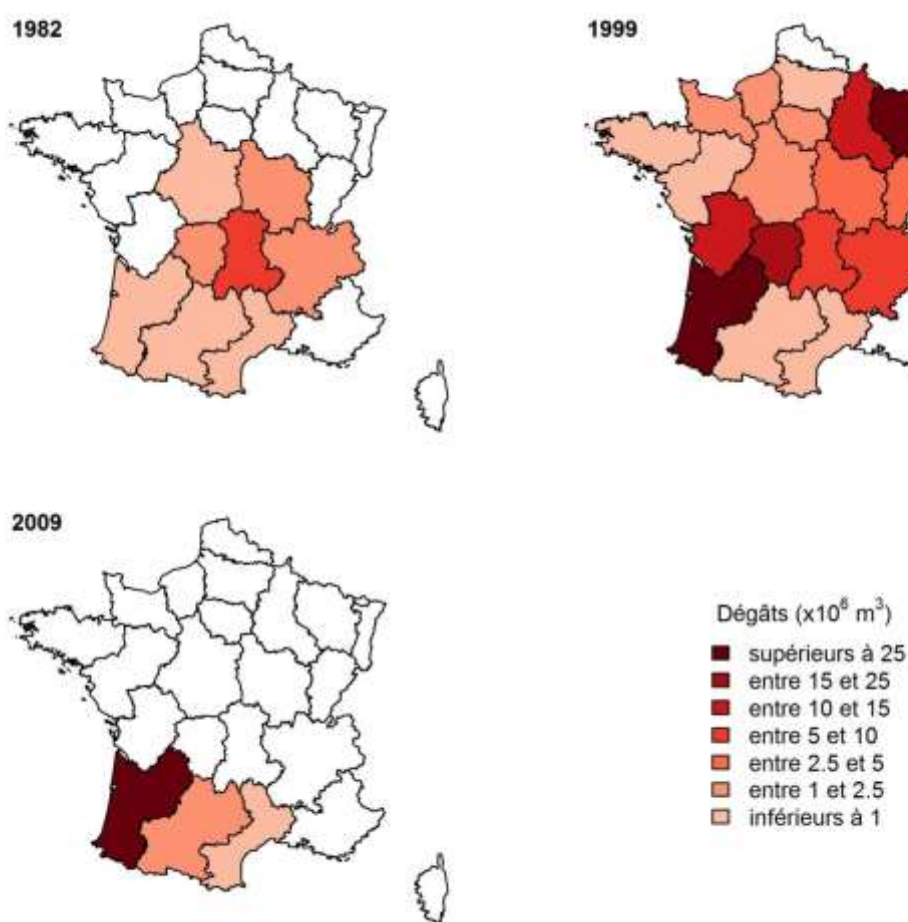 1982
1999
2009
Dégâts (x10⁶ m³)
supérieurs à 25
entre 15 et 25
entre 10 et 15
entre 5 et 10
entre 2.5 et 5
entre 1 et 2.5
inférieurs à 1